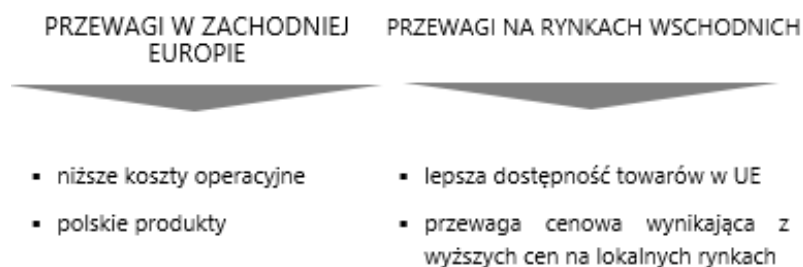 PRZEWAGI W ZACHODNIEJ
EUROPIE
PRZEWAGI NA RYNKACH WSCHODNICH
▪ niższe koszty operacyjne
▪ polskie produkty
▪ lepsza dostępność towarów w UE
▪ przewaga cenowa wynikająca z
wyższych cen na lokalnych rynkach